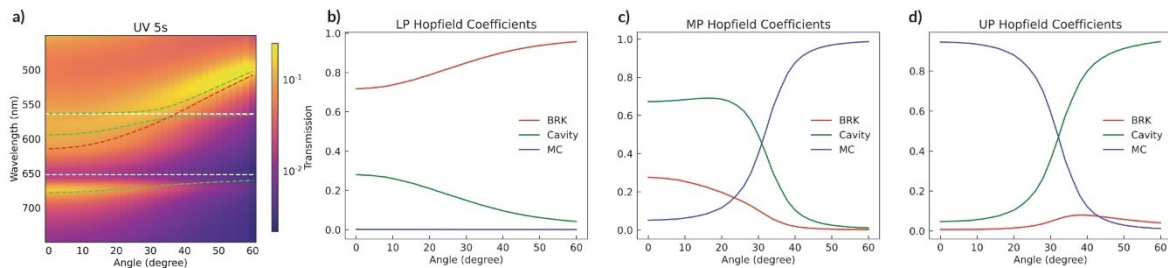 a)
UV 5s
Wavelength (nm)
500
550
600
650
700
0 10 20 30 40 50 60
Angle (degree)
10⁻¹
10⁻²
Transmission
b)
LP Hopfield Coefficients
1.0
0.8
0.6
0.4
0.2
0.0
BRK
Cavity
MC
0 10 20 30 40 50 60
Angle (degree)
c)
MP Hopfield Coefficients
1.0
0.8
0.6
0.4
0.2
0.0
BRK
Cavity
MC
0 10 20 30 40 50 60
Angle (degree)
d)
UP Hopfield Coefficients
1.0
0.8
0.6
0.4
0.2
0.0
BRK
Cavity
MC
0 10 20 30 40 50 60
Angle (degree)